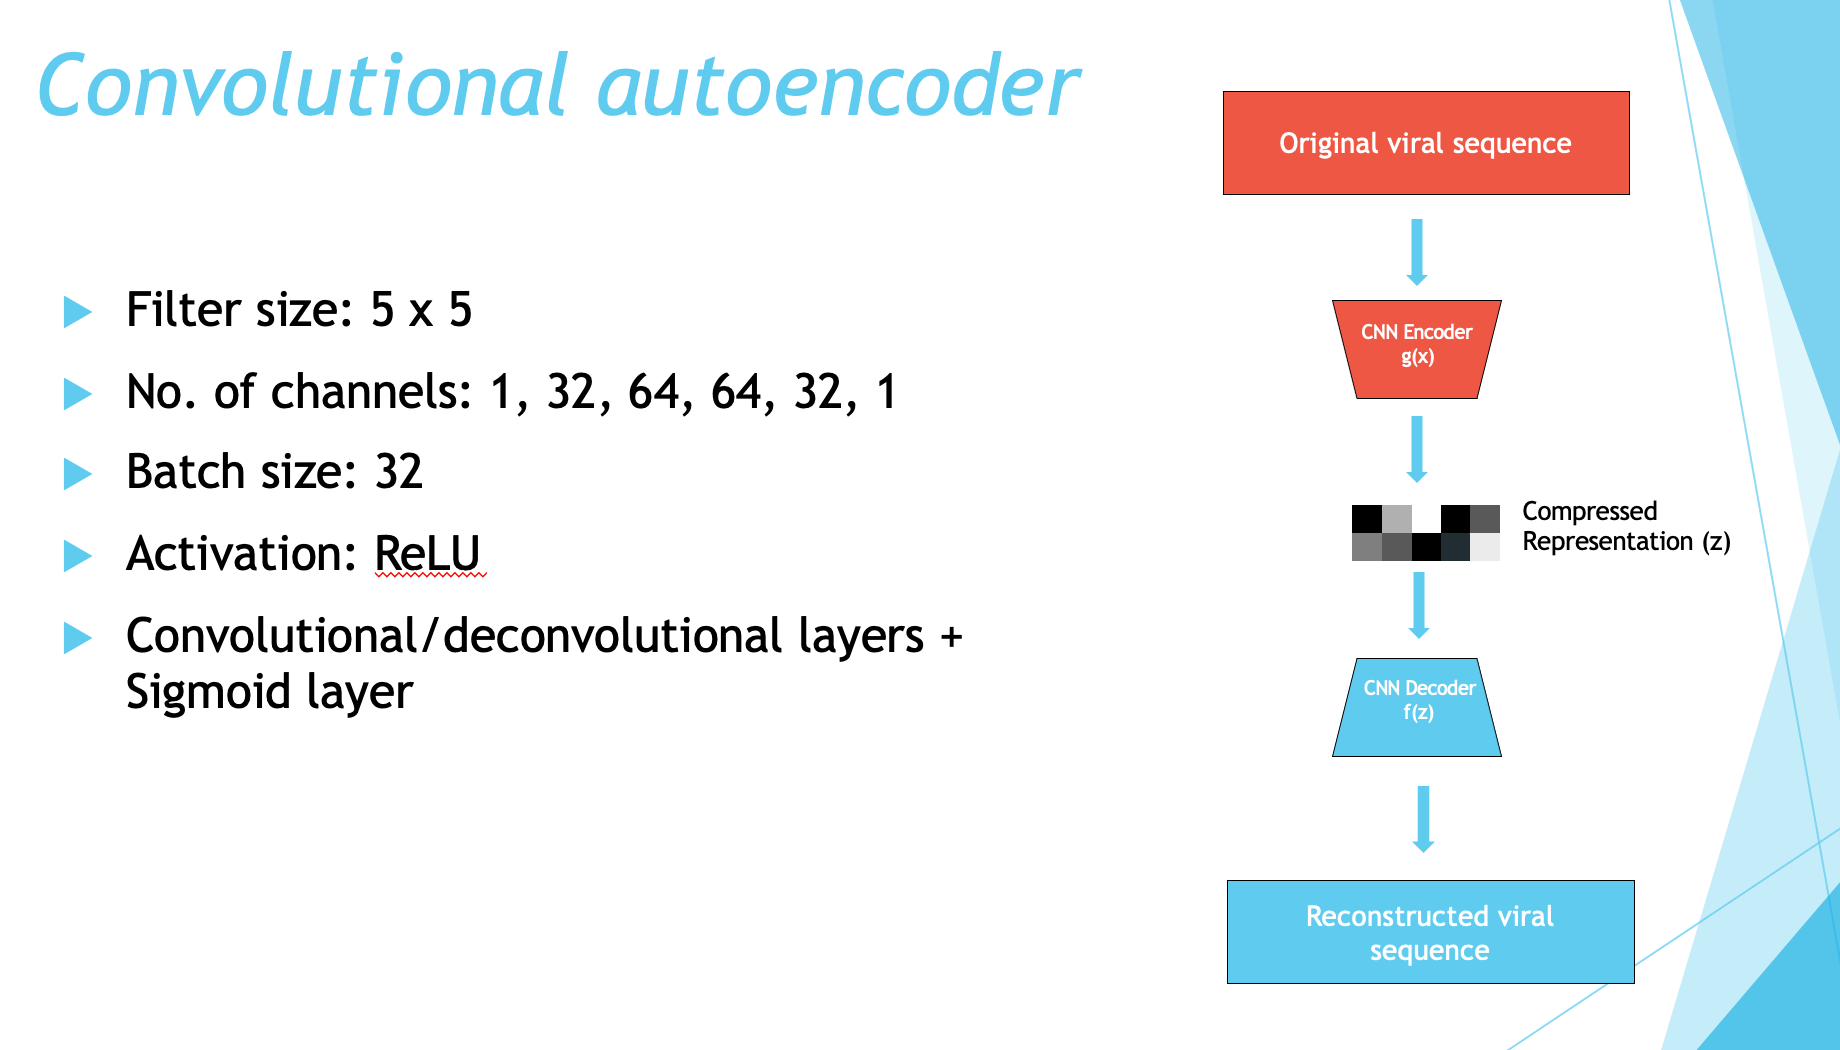 Convolutional autoencoder
Filter size: 5 x 5
No. of channels: 1, 32, 64, 64, 32, 1
Batch size: 32
Activation: ReLU
Convolutional/deconvolutional layers +
Sigmoid layer
Original viral sequence
CNN Encoder
g(x)
Compressed
Representation (z)
CNN Decoder
f(z)
Reconstructed viral
sequence